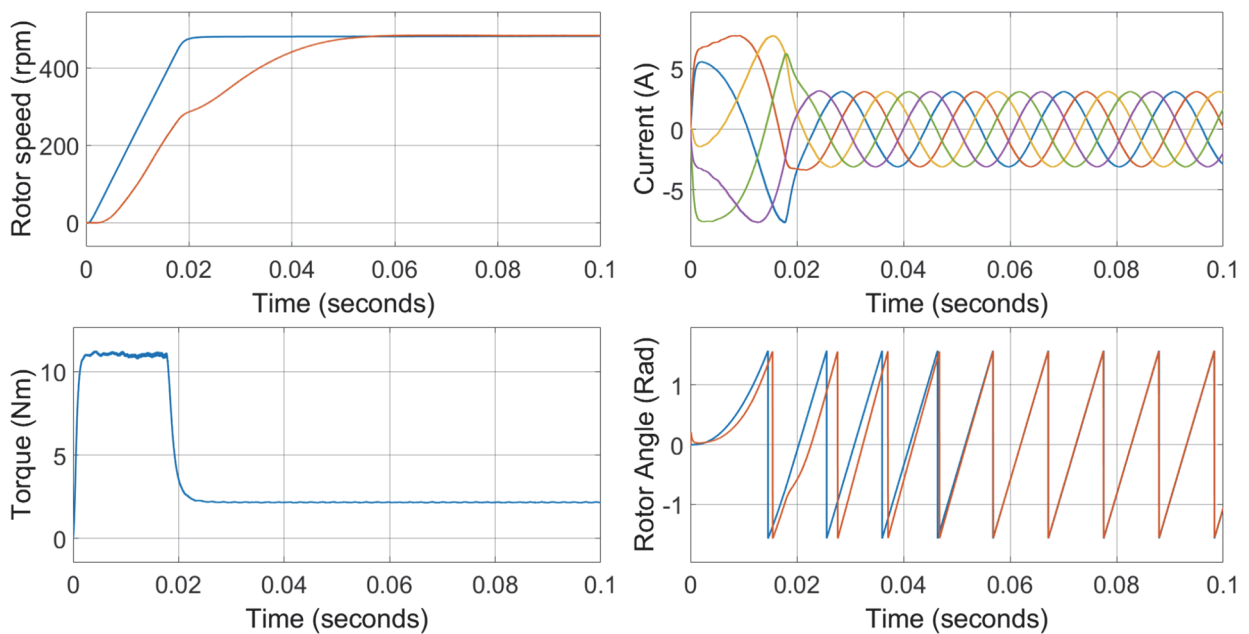 Rotor speed (rpm)
400
200
0
0 0.02 0.04 0.06 0.08 0.1
Time (seconds)
Current (A)
5
0
-5
0 0.02 0.04 0.06 0.08 0.1
Time (seconds)
Torque (Nm)
10
5
0
0 0.02 0.04 0.06 0.08 0.1
Time (seconds)
Rotor Angle (Rad)
1
0
-1
0 0.02 0.04 0.06 0.08 0.1
Time (seconds)